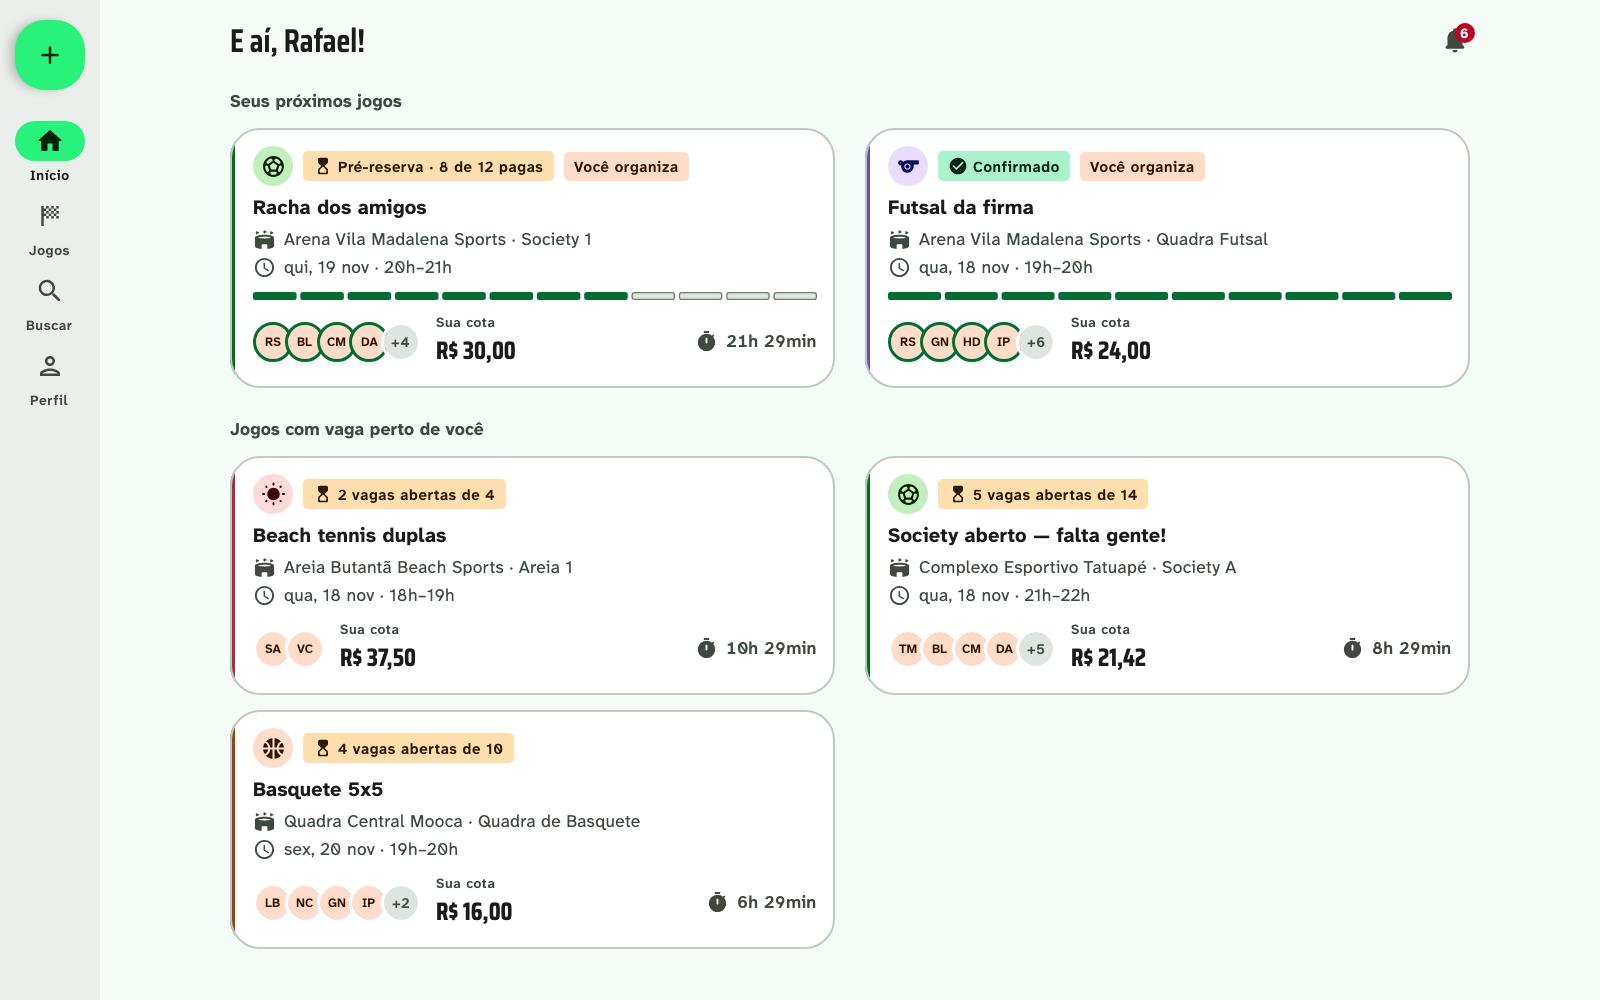 E aí, Rafael!
6
Início
Jogos
Buscar
Perfil
Seus próximos jogos
Pré-reserva · 8 de 12 pagas
Você organiza
Racha dos amigos
Arena Vila Madalena Sports · Society 1
qui, 19 nov · 20h–21h
RS BL CM DA +4
Sua cota
R$ 30,00
21h 29min
Confirmado
Você organiza
Futsal da firma
Arena Vila Madalena Sports · Quadra Futsal
qua, 18 nov · 19h–20h
RS GN HD IP +6
Sua cota
R$ 24,00
Jogos com vaga perto de você
2 vagas abertas de 4
Beach tennis duplas
Areia Butantã Beach Sports · Areia 1
qua, 18 nov · 18h–19h
SA VC
Sua cota
R$ 37,50
10h 29min
5 vagas abertas de 14
Society aberto — falta gente!
Complexo Esportivo Tatuapé · Society A
qua, 18 nov · 21h–22h
TM BL CM DA +5
Sua cota
R$ 21,42
8h 29min
4 vagas abertas de 10
Basquete 5x5
Quadra Central Mooca · Quadra de Basquete
sex, 20 nov · 19h–20h
LB NC GN IP +2
Sua cota
R$ 16,00
6h 29min